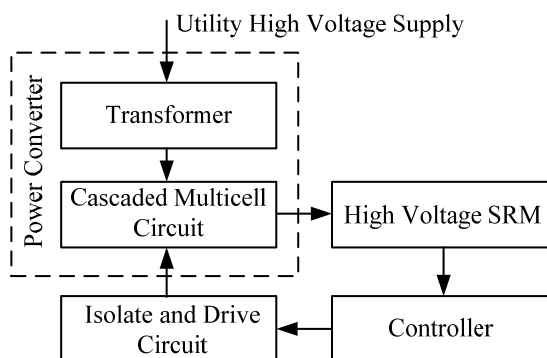 Utility High Voltage Supply
Power Converter
Transformer
Cascaded Multicell
Circuit
High Voltage SRM
Isolate and Drive
Circuit
Controller